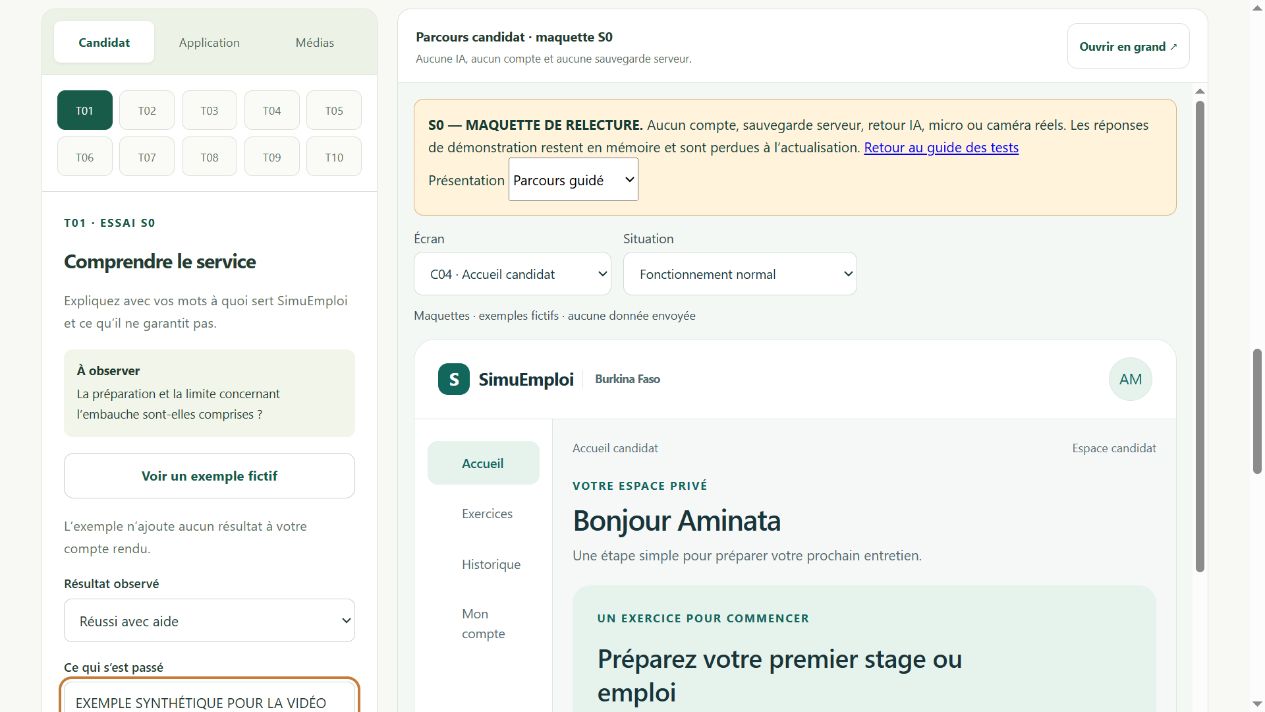 Candidat
Application
Médias
T01
T02
T03
T04
T05
T06
T07
T08
T09
T10
T01 · ESSAI S0
Comprendre le service
Expliquez avec vos mots à quoi sert SimuEmploi
et ce qu’il ne garantit pas.
À observer
La préparation et la limite concernant
l’embauche sont-elles comprises ?
Voir un exemple fictif
L’exemple n’ajoute aucun résultat à votre
compte rendu.
Résultat observé
Réussi avec aide
Ce qui s’est passé
EXEMPLE SYNTHÉTIQUE POUR LA VIDÉO
Parcours candidat · maquette S0
Aucune IA, aucun compte et aucune sauvegarde serveur.
Ouvrir en grand ↗
S0 — MAQUETTE DE RELECTURE. Aucun compte, sauvegarde serveur, retour IA, micro ou caméra réels. Les réponses
de démonstration restent en mémoire et sont perdues à l’actualisation. Retour au guide des tests
Présentation Parcours guidé
Écran
Situation
C04 · Accueil candidat
Fonctionnement normal
Maquettes · exemples fictifs · aucune donnée envoyée
S SimuEmploi
Burkina Faso
AM
Accueil
Exercices
Historique
Mon
compte
Accueil candidat
Espace candidat
VOTRE ESPACE PRIVÉ
Bonjour Aminata
Une étape simple pour préparer votre prochain entretien.
UN EXERCICE POUR COMMENCER
Préparez votre premier stage ou
emploi